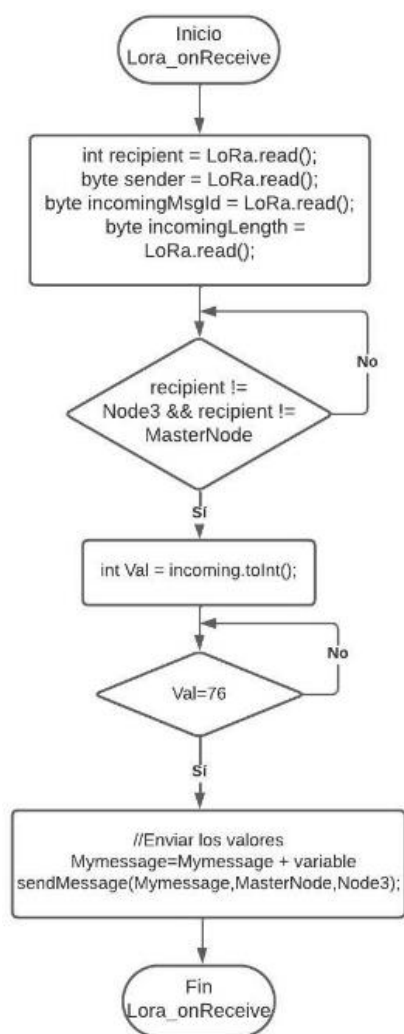 Inicio
Lora_onReceive
int recipient = LoRa.read();
byte sender = LoRa.read();
byte incomingMsgId = LoRa.read();
byte incomingLength =
LoRa.read();
No
recipient !=
Node3 && recipient !=
MasterNode
Sí
int Val = incoming.toInt();
No
Val=76
Sí
//Enviar los valores
Mymessage=Mymessage + variable
sendMessage(Mymessage,MasterNode,Node3);
Fin
Lora_onReceive